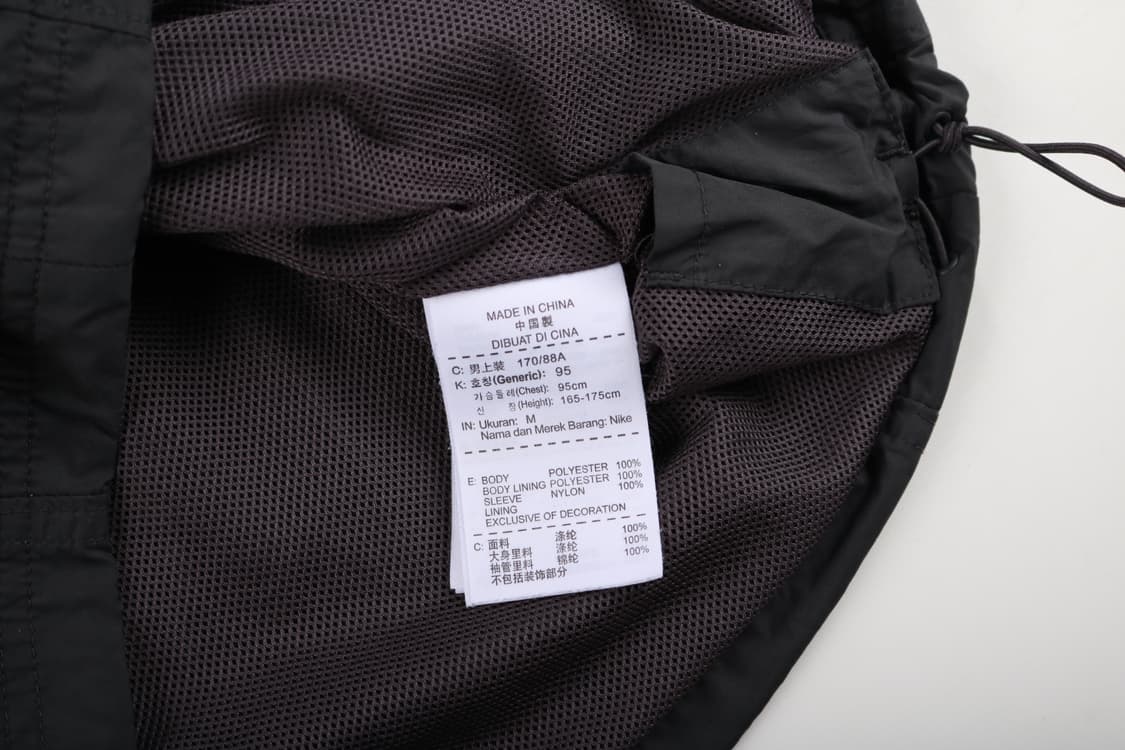 MADE IN CHINA
中国製
DIBUAT DI CINA
C: 男上装 170/88A
K: 호칭(Generic): 95
가슴둘레(Chest): 95cm
신 장(Height): 165-175cm
IN: Ukuran: M
Nama dan Merek Barang: Nike
E: BODY POLYESTER 100%
BODY LINING POLYESTER 100%
SLEEVE NYLON 100%
LINING
EXCLUSIVE OF DECORATION
C: 面料 涤纶 100%
大身里料 涤纶 100%
袖管里料 锦纶 100%
不包括装饰部分